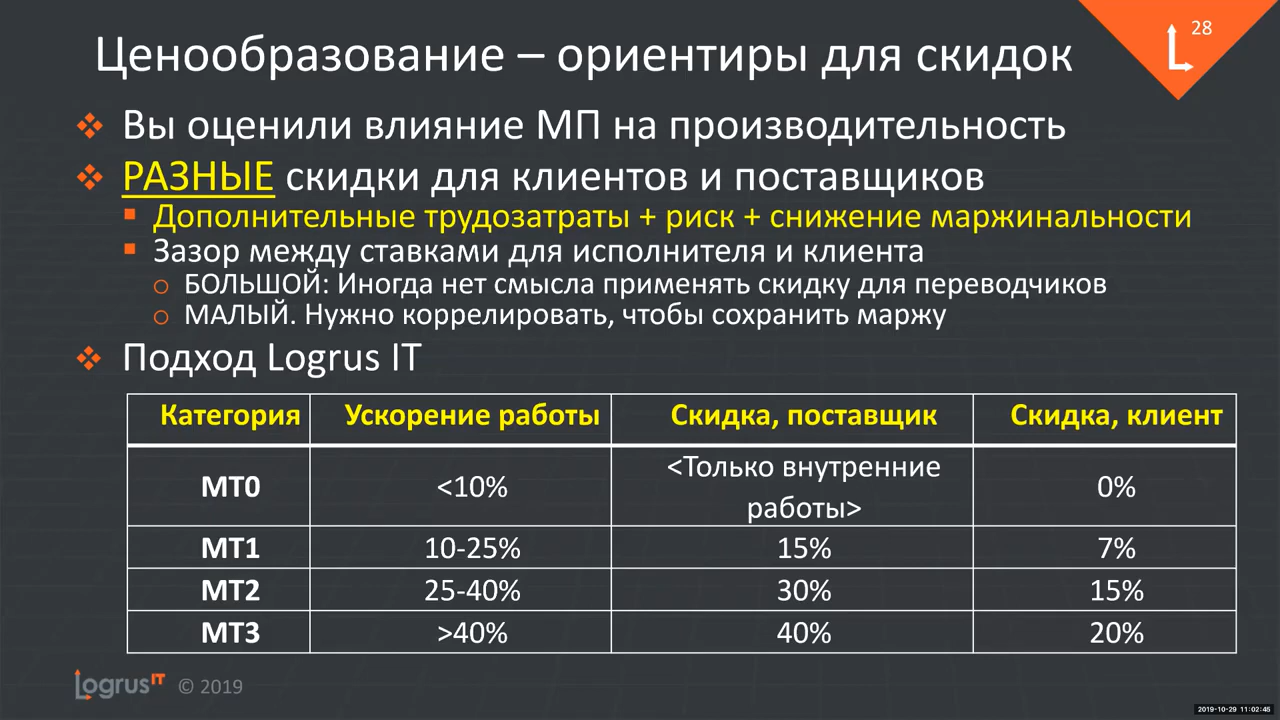 28
Ценообразование – ориентиры для скидок
Вы оценили влияние МП на производительность
РАЗНЫЕ скидки для клиентов и поставщиков
Дополнительные трудозатраты + риск + снижение маржинальности
Зазор между ставками для исполнителя и клиента
БОЛЬШОЙ: Иногда нет смысла применять скидку для переводчиков
МАЛЫЙ. Нужно коррелировать, чтобы сохранить маржу
Подход Logrus IT
Категория Ускорение работы Скидка, поставщик Скидка, клиент
МТ0 <10% <Только внутренние
работы> 0%
МТ1 10-25% 15% 7%
МТ2 25-40% 30% 15%
МТ3 >40% 40% 20%
Logrus IT © 2019
2019-10-29 11:02:45